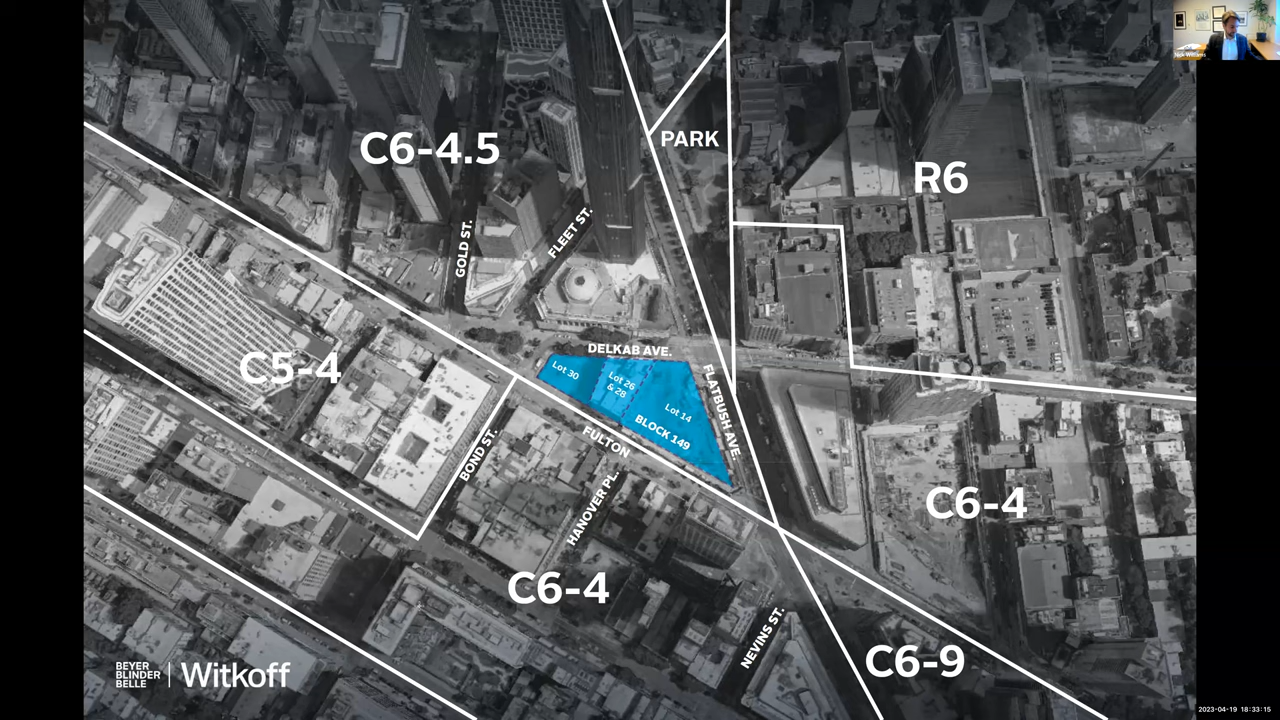 Nick Williams
C6-4.5
PARK
R6
GOLD ST.
FLEET ST.
C5-4
DELKAB AVE.
Lot 30
Lot 26
& 28
Lot 14
BLOCK 149
FLATBUSH AVE.
FULTON
BOND ST.
HANOVER PL.
C6-4
C6-4
NEVINS ST.
C6-9
BEYER
BLINDER
BELLE
Witkoff
2023-04-19 18:33:15